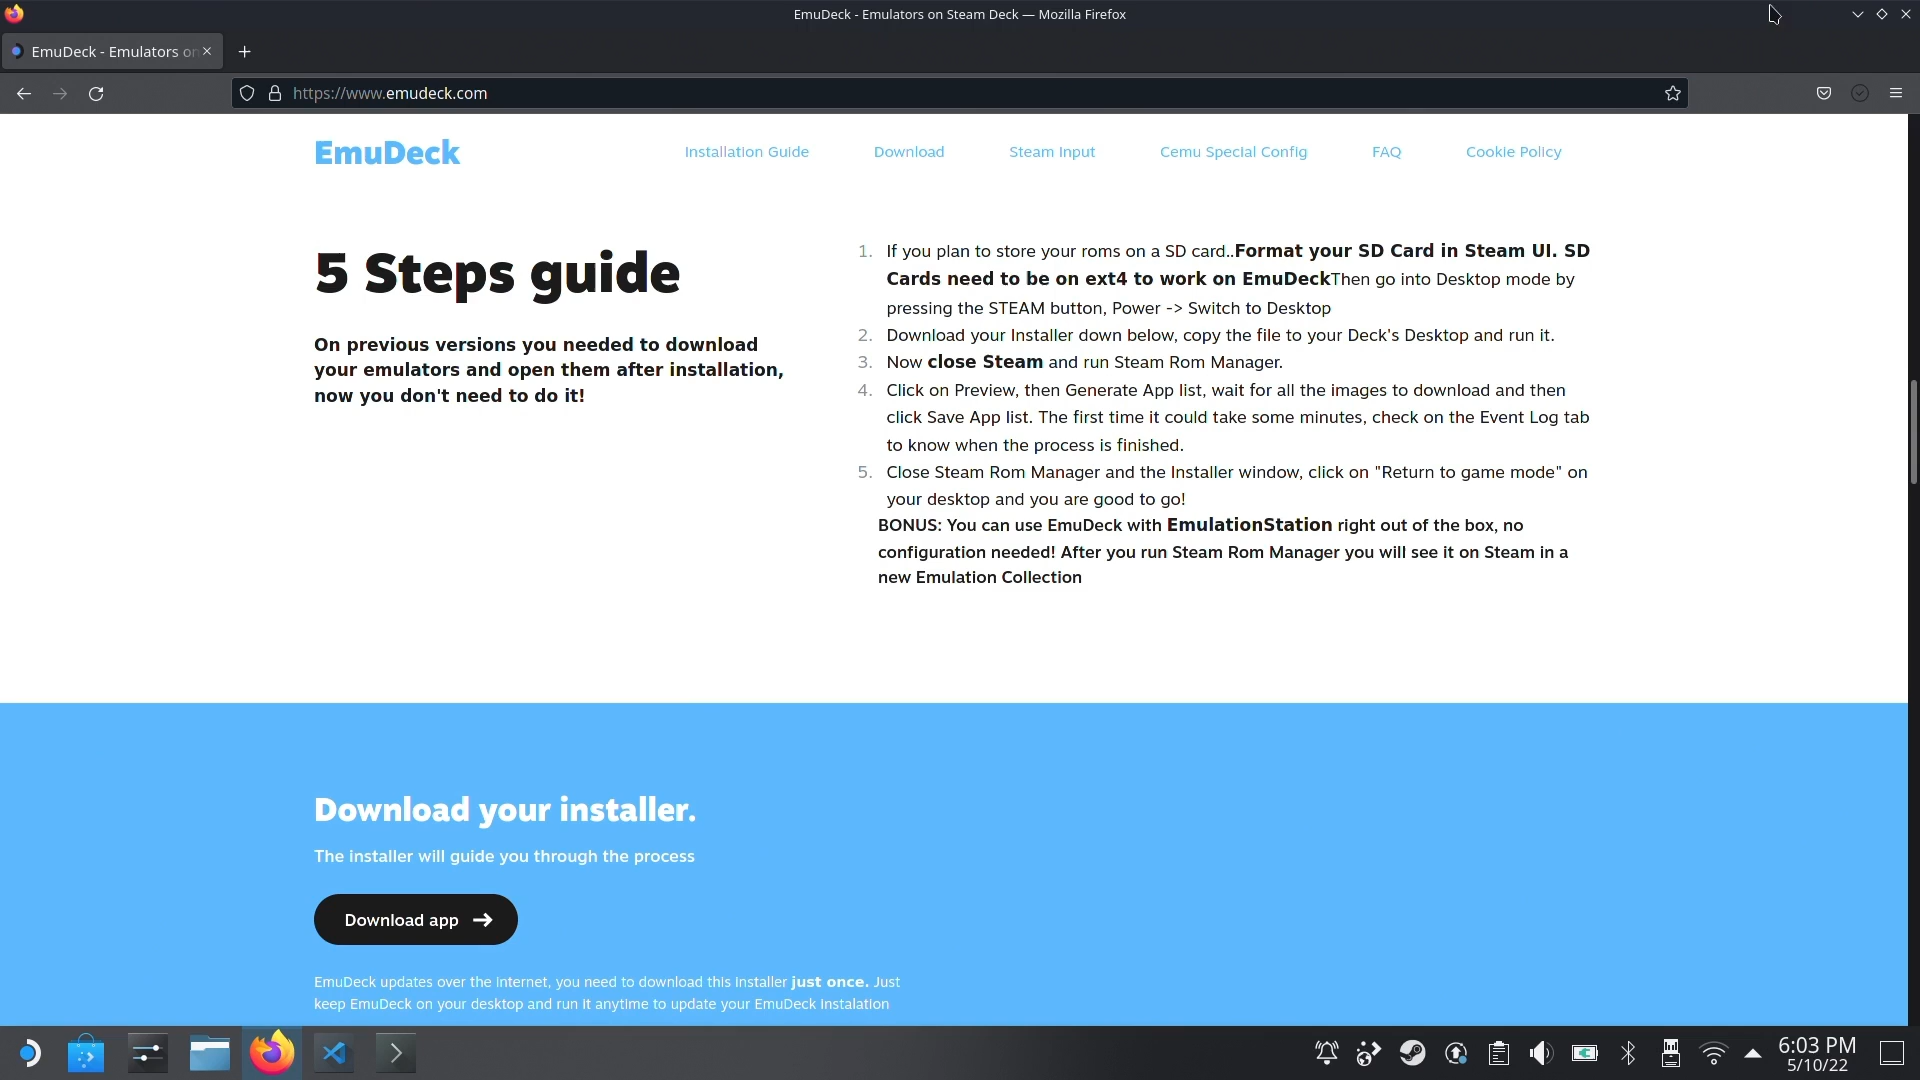 EmuDeck - Emulators on Steam Deck — Mozilla Firefox
EmuDeck - Emulators on
https://www.emudeck.com
EmuDeck
Installation Guide
Download
Steam Input
Cemu Special Config
FAQ
Cookie Policy
5 Steps guide
On previous versions you needed to download
your emulators and open them after installation,
now you don't need to do it!
1. If you plan to store your roms on a SD card..Format your SD Card in Steam UI. SD
Cards need to be on ext4 to work on EmuDeckThen go into Desktop mode by
pressing the STEAM button, Power -> Switch to Desktop
2. Download your Installer down below, copy the file to your Deck's Desktop and run it.
3. Now close Steam and run Steam Rom Manager.
4. Click on Preview, then Generate App list, wait for all the images to download and then
click Save App list. The first time it could take some minutes, check on the Event Log tab
to know when the process is finished.
5. Close Steam Rom Manager and the Installer window, click on "Return to game mode" on
your desktop and you are good to go!
BONUS: You can use EmuDeck with EmulationStation right out of the box, no
configuration needed! After you run Steam Rom Manager you will see it on Steam in a
new Emulation Collection
Download your installer.
The installer will guide you through the process
Download app
EmuDeck updates over the Internet, you need to download this Installer just once. Just
keep EmuDeck on your desktop and run it anytime to update your EmuDeck Instalation
6:03 PM
5/10/22